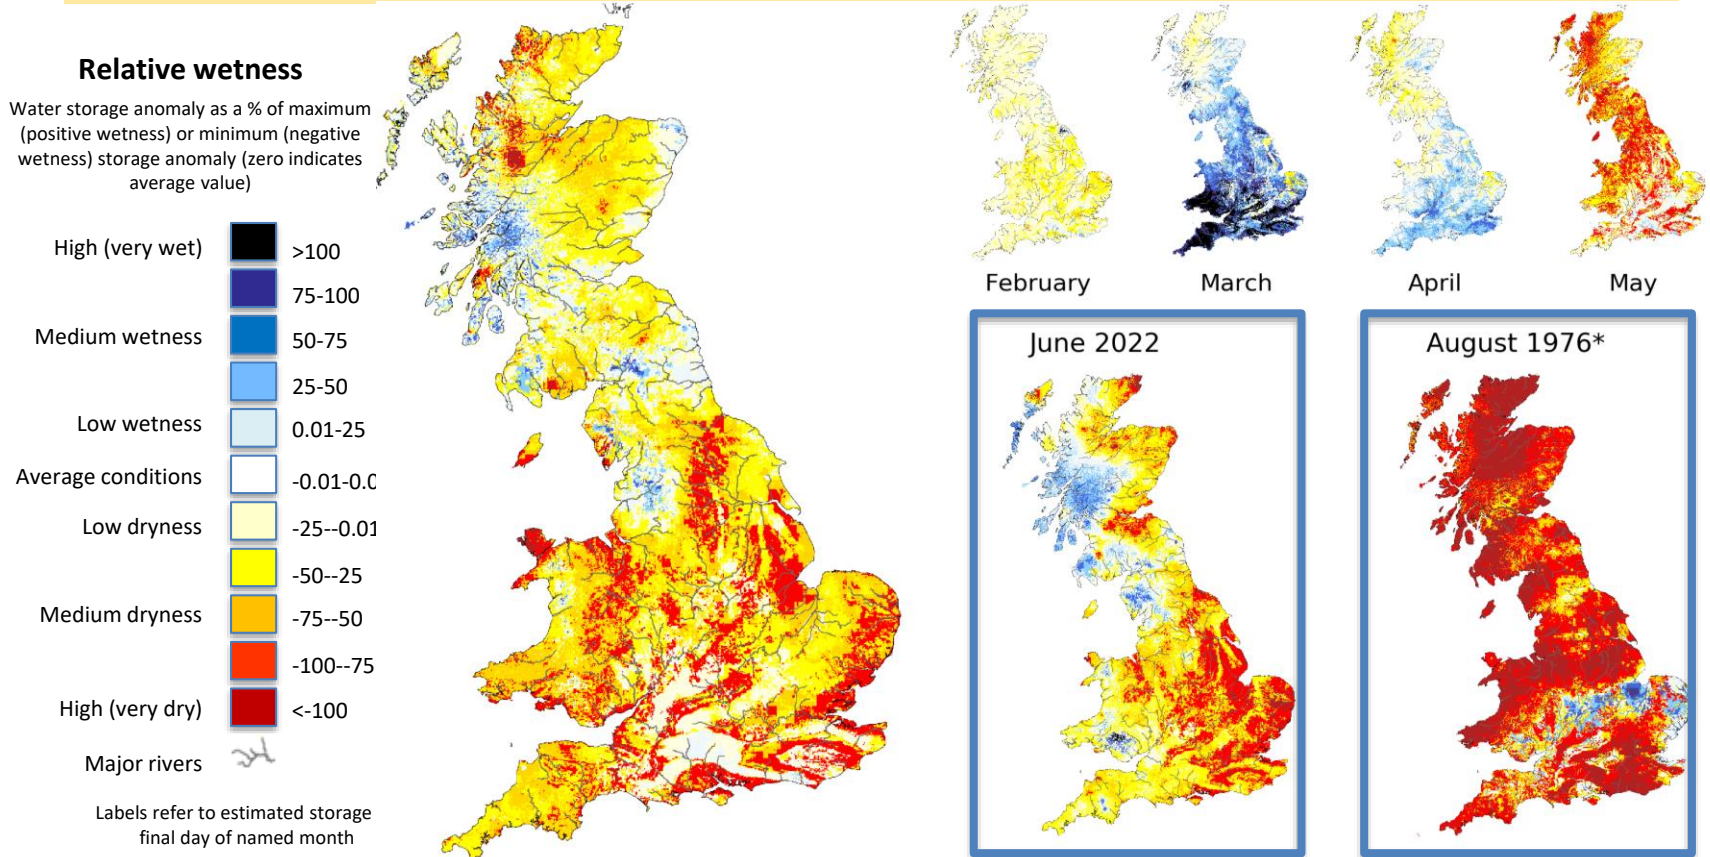 Relative wetness
Water storage anomaly as a % of maximum
(positive wetness) or minimum (negative
wetness) storage anomaly (zero indicates
average value)
High (very wet) >100
75-100
Medium wetness 50-75
25-50
Low wetness 0.01-25
Average conditions -0.01-0.0
Low dryness -25--0.01
-50--25
Medium dryness -75--50
-100--75
High (very dry) <-100
Major rivers
Labels refer to estimated storage
final day of named month
February March April May
June 2022
August 1976*